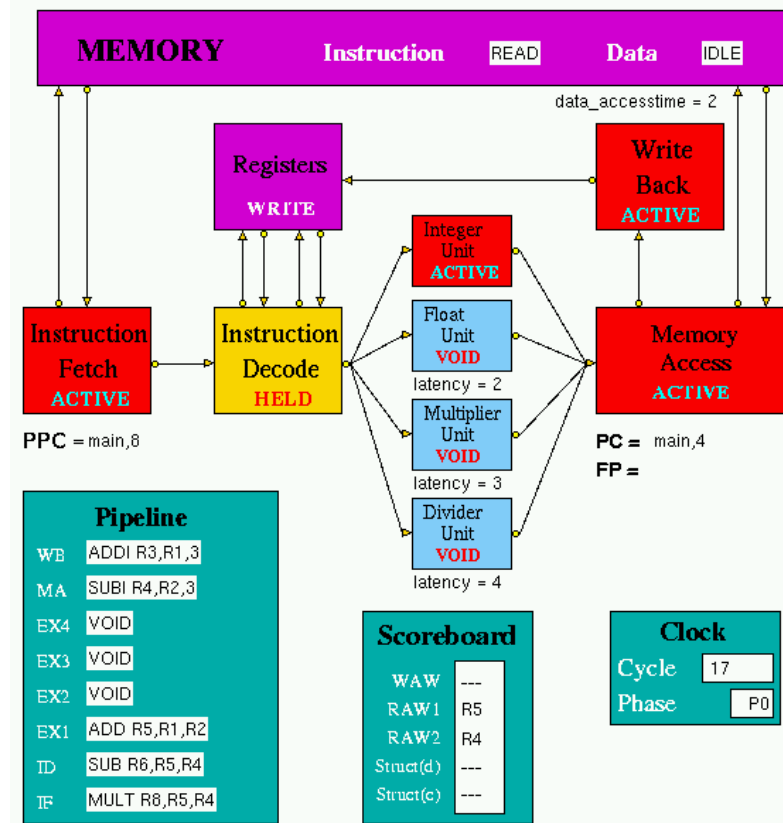 MEMORY Instruction READ Data IDLE
data_accesstime = 2
Registers
WRITE
Write
Back
ACTIVE
Integer
Unit
ACTIVE
Instruction
Fetch
ACTIVE
Instruction
Decode
HELD
Float
Unit
VOID
latency = 2
Multiplier
Unit
VOID
latency = 3
Divider
Unit
VOID
latency = 4
Memory
Access
ACTIVE
PPC = main,8
PC = main,4
FP =
Pipeline
WB ADDI R3,R1,3
MA SUBI R4,R2,3
EX4 VOID
EX3 VOID
EX2 VOID
EX1 ADD R5,R1,R2
ID SUB R6,R5,R4
IF MULT R8,R5,R4
Scoreboard
WAW ---
RAW1 R5
RAW2 R4
Struct(d) ---
Struct(c) ---
Clock
Cycle 17
Phase P0